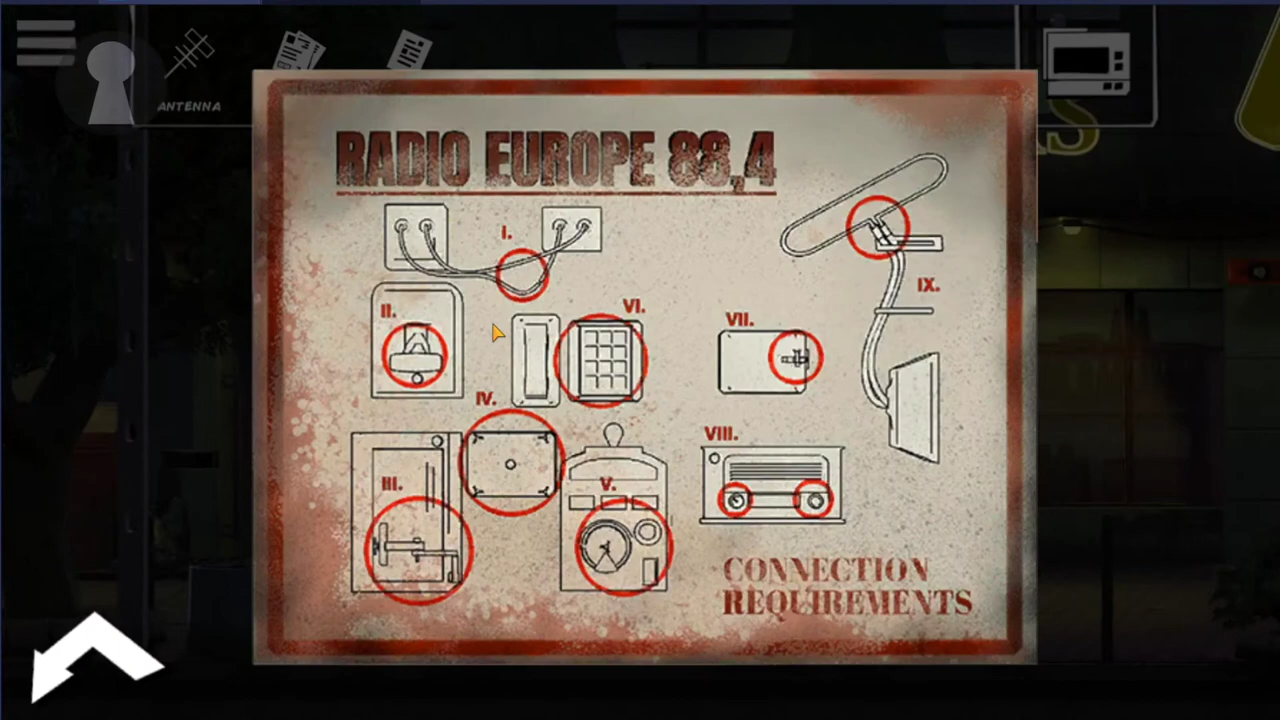 ANTENNA
RADIO EUROPE 88,4
I.
II.
VI.
VII.
IX.
IV.
VIII.
III.
V.
CONNECTION
REQUIREMENTS